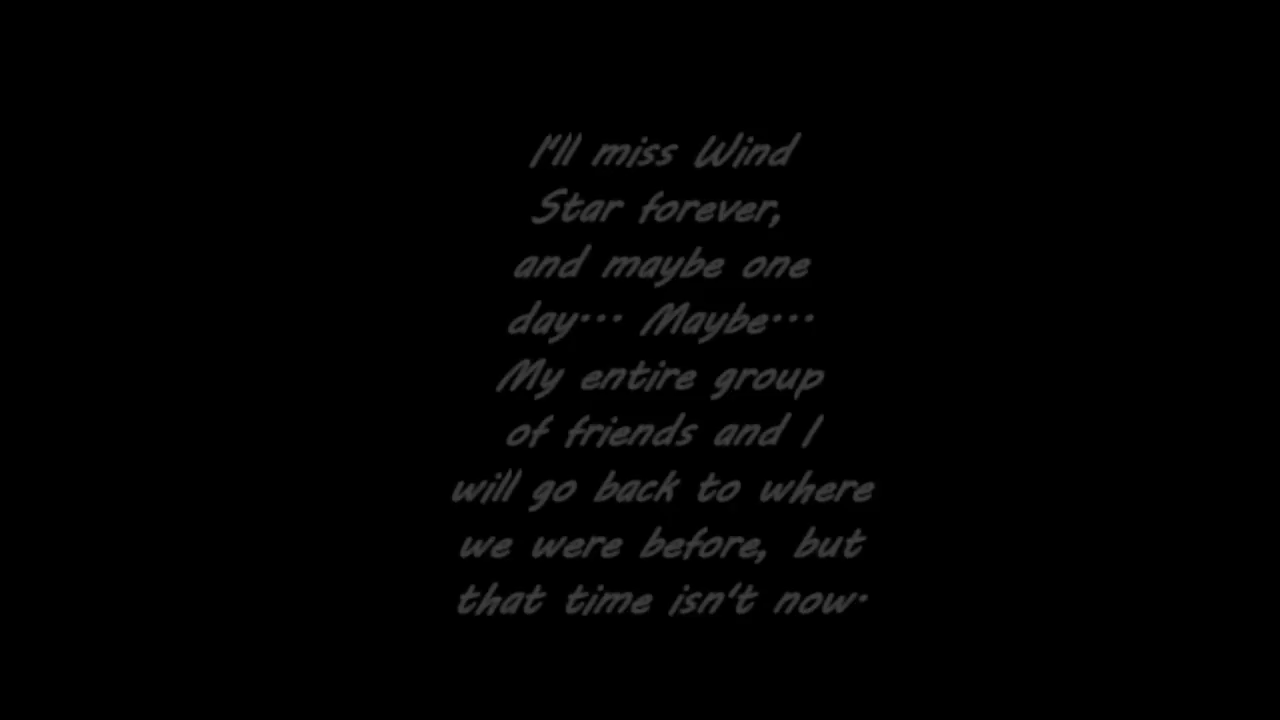 I'll miss Wind
Star forever,
and maybe one
day... Maybe...
My entire group
of friends and I
will go back to where
we were before, but
that time isn't now.